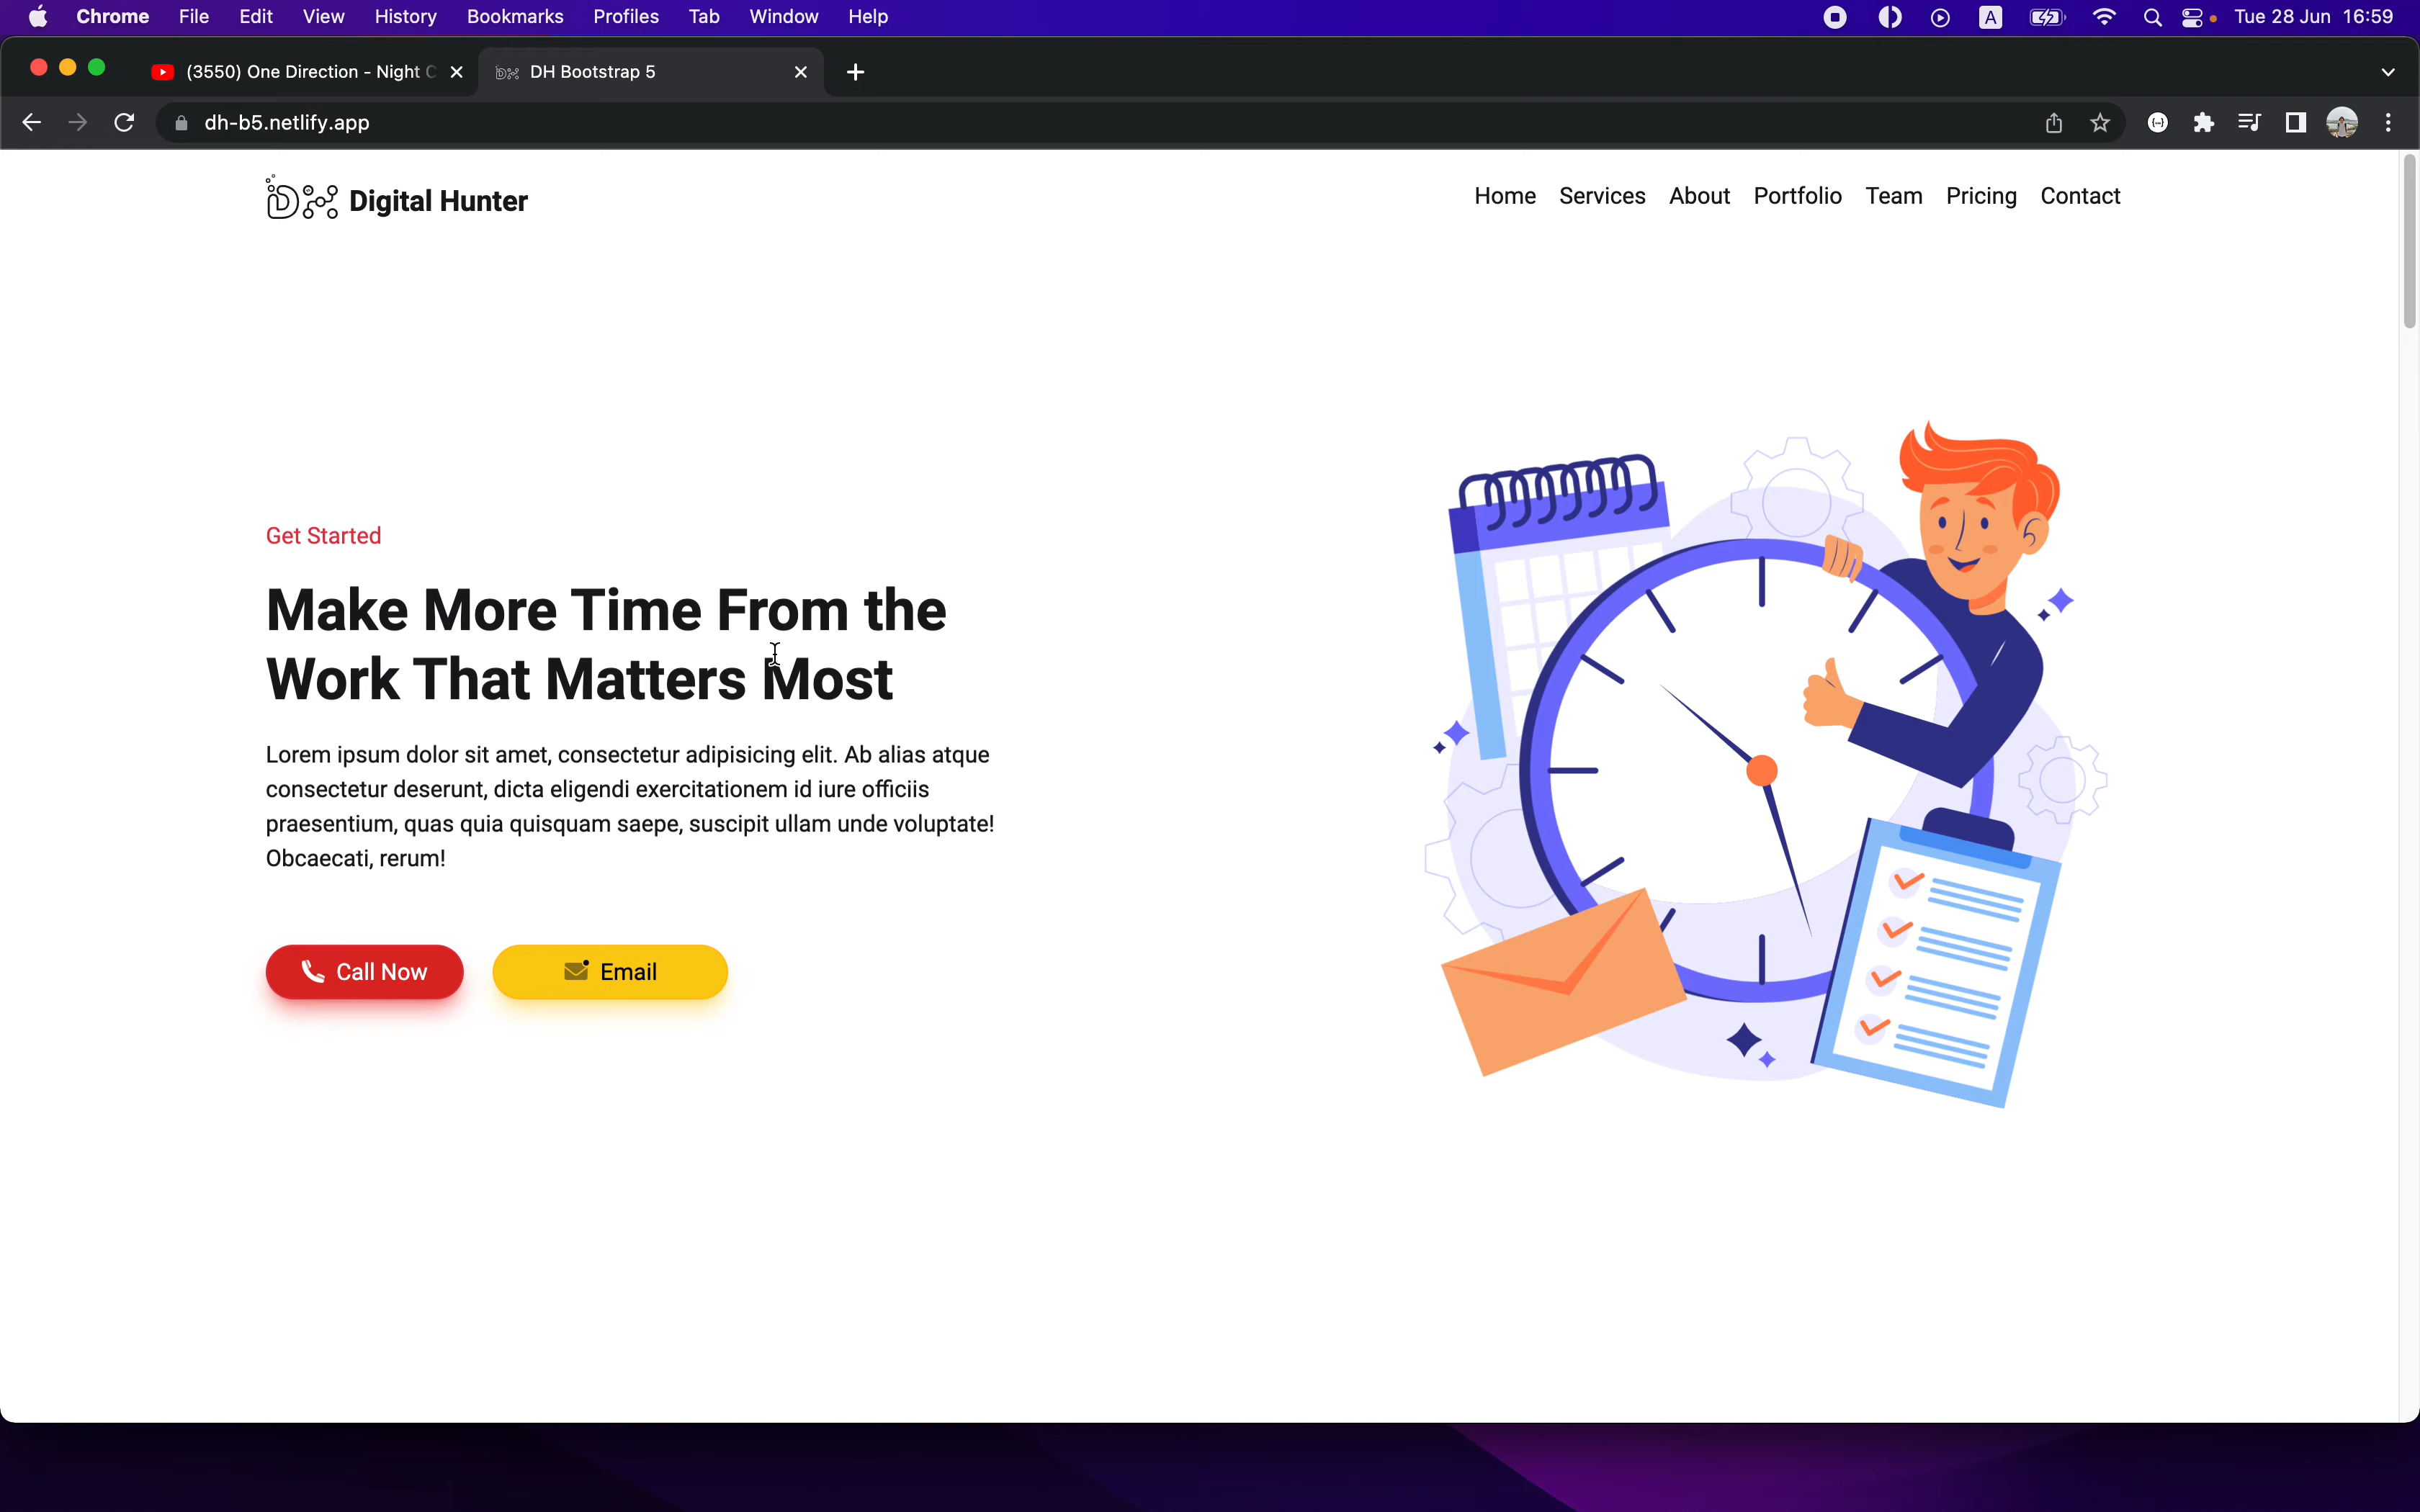 Chrome File Edit View History Bookmarks Profiles Tab Window Help
A
Tue 28 Jun 16:59
(3550) One Direction - Night C
DH Bootstrap 5
dh-b5.netlify.app
Digital Hunter
Home Services About Portfolio Team Pricing Contact
Get Started
Make More Time From the
Work That Matters Most
Lorem ipsum dolor sit amet, consectetur adipisicing elit. Ab alias atque
consectetur deserunt, dicta eligendi exercitationem id iure officiis
praesentium, quas quia quisquam saepe, suscipit ullam unde voluptate!
Obcaecati, rerum!
Call Now
Email